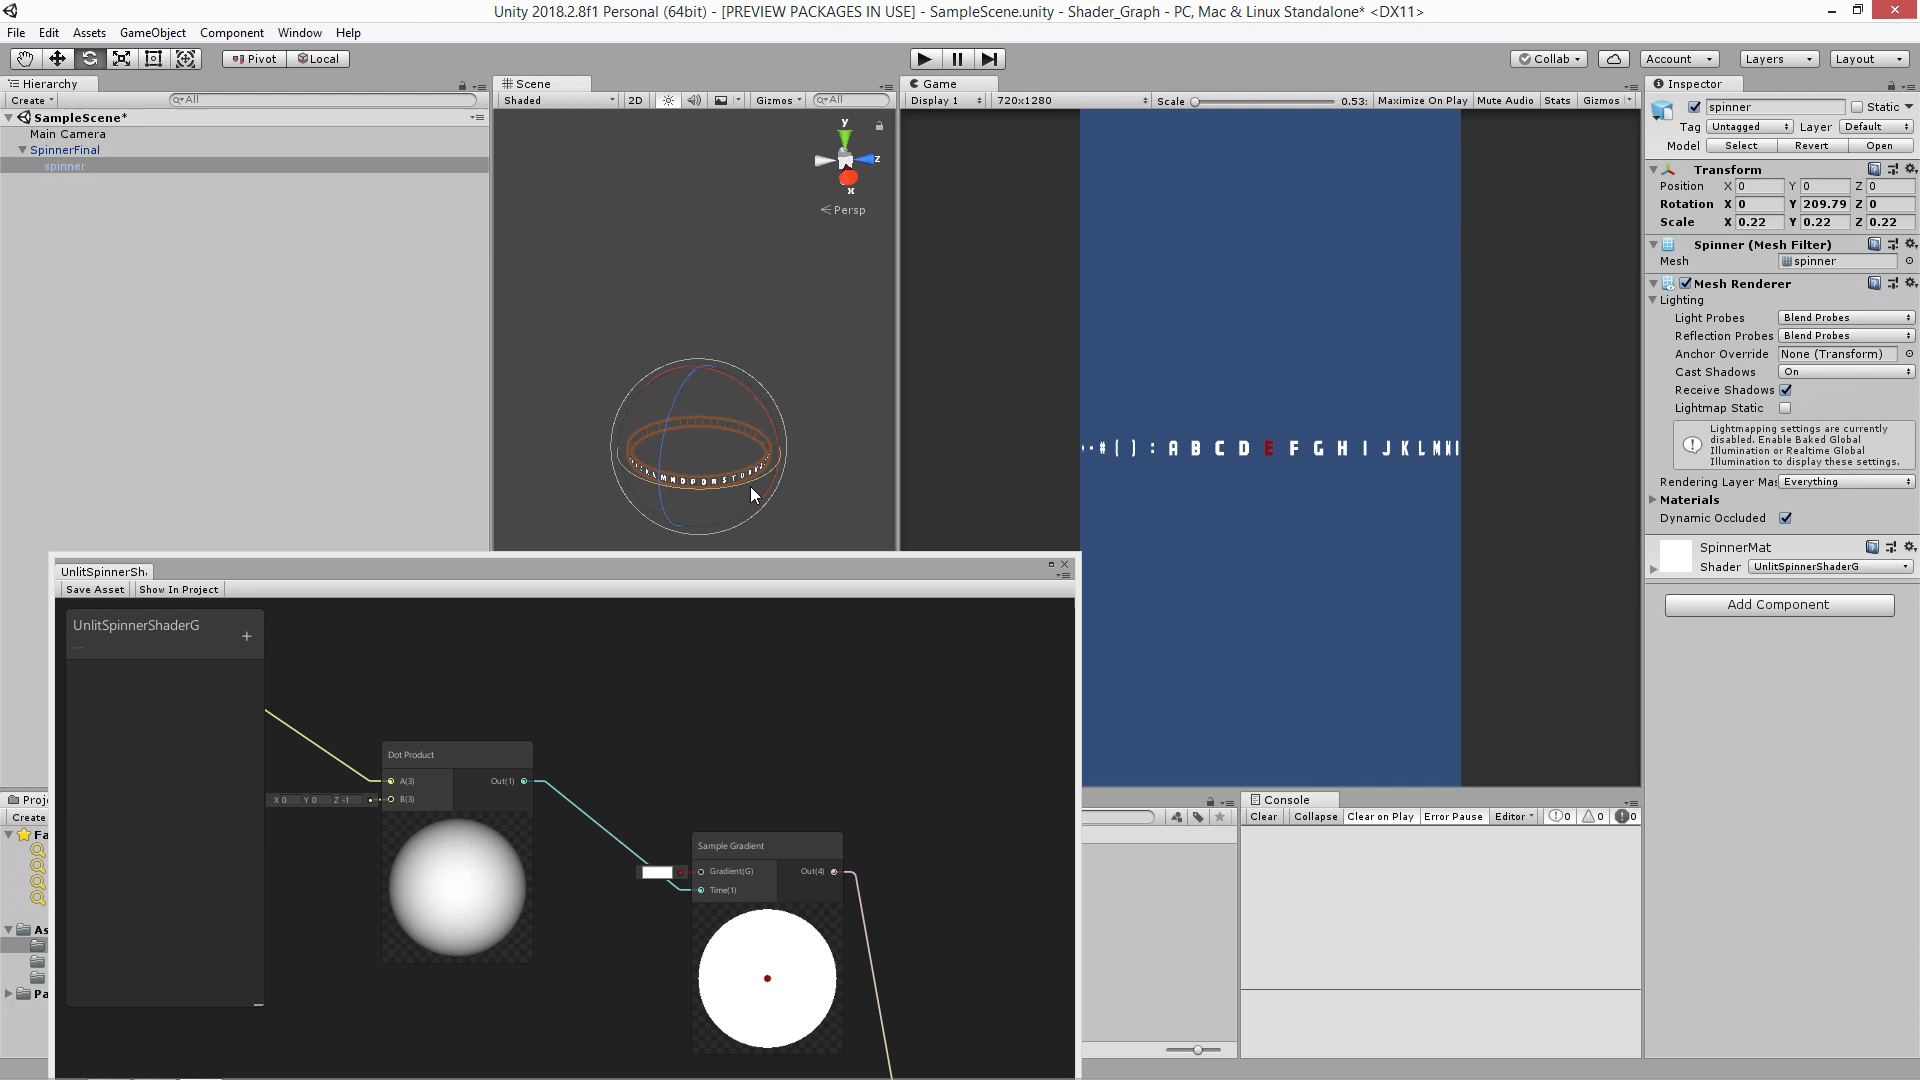 Unity 2018.2.8f1 Personal (64bit) - [PREVIEW PACKAGES IN USE] - SampleScene.unity - Shader_Graph - PC, Mac & Linux Standalone* <DX11>
File Edit Assets GameObject Component Window Help
Pivot Local
Collab Account Layers Layout
Hierarchy
Create All
SampleScene*
Main Camera
SpinnerFinal
spinner
Scene
Shaded 2D Gizmos All
y
z
x
Persp
Game
Display 1 720x1280 Scale 0.53: Maximize On Play Mute Audio Stats Gizmos
# ( ) : A B C D E F G H I J K L M N
Inspector
spinner Static
Tag Untagged Layer Default
Model Select Revert Open
Transform
Position X 0 Y 0 Z 0
Rotation X 0 Y 209.79 Z 0
Scale X 0.22 Y 0.22 Z 0.22
Spinner (Mesh Filter)
Mesh spinner
Mesh Renderer
Lighting
Light Probes Blend Probes
Reflection Probes Blend Probes
Anchor Override None (Transform)
Cast Shadows On
Receive Shadows
Lightmap Static
Lightmapping settings are currently
disabled. Enable Baked Global
Illumination or Realtime Global
Illumination to display these settings.
Rendering Layer Mas Everything
Materials
Dynamic Occluded
SpinnerMat
Shader UnlitSpinnerShaderG
Add Component
UnlitSpinnerSh
Save Asset Show In Project
UnlitSpinnerShaderG
+
Dot Product
A(3) Out(1)
X 0 Y 0 Z -1 B(3)
Sample Gradient
Gradient(G) Out(4)
Time(1)
Proj
Create
Fa
As
Pa
Console
Clear Collapse Clear on Play Error Pause Editor 0 0 0